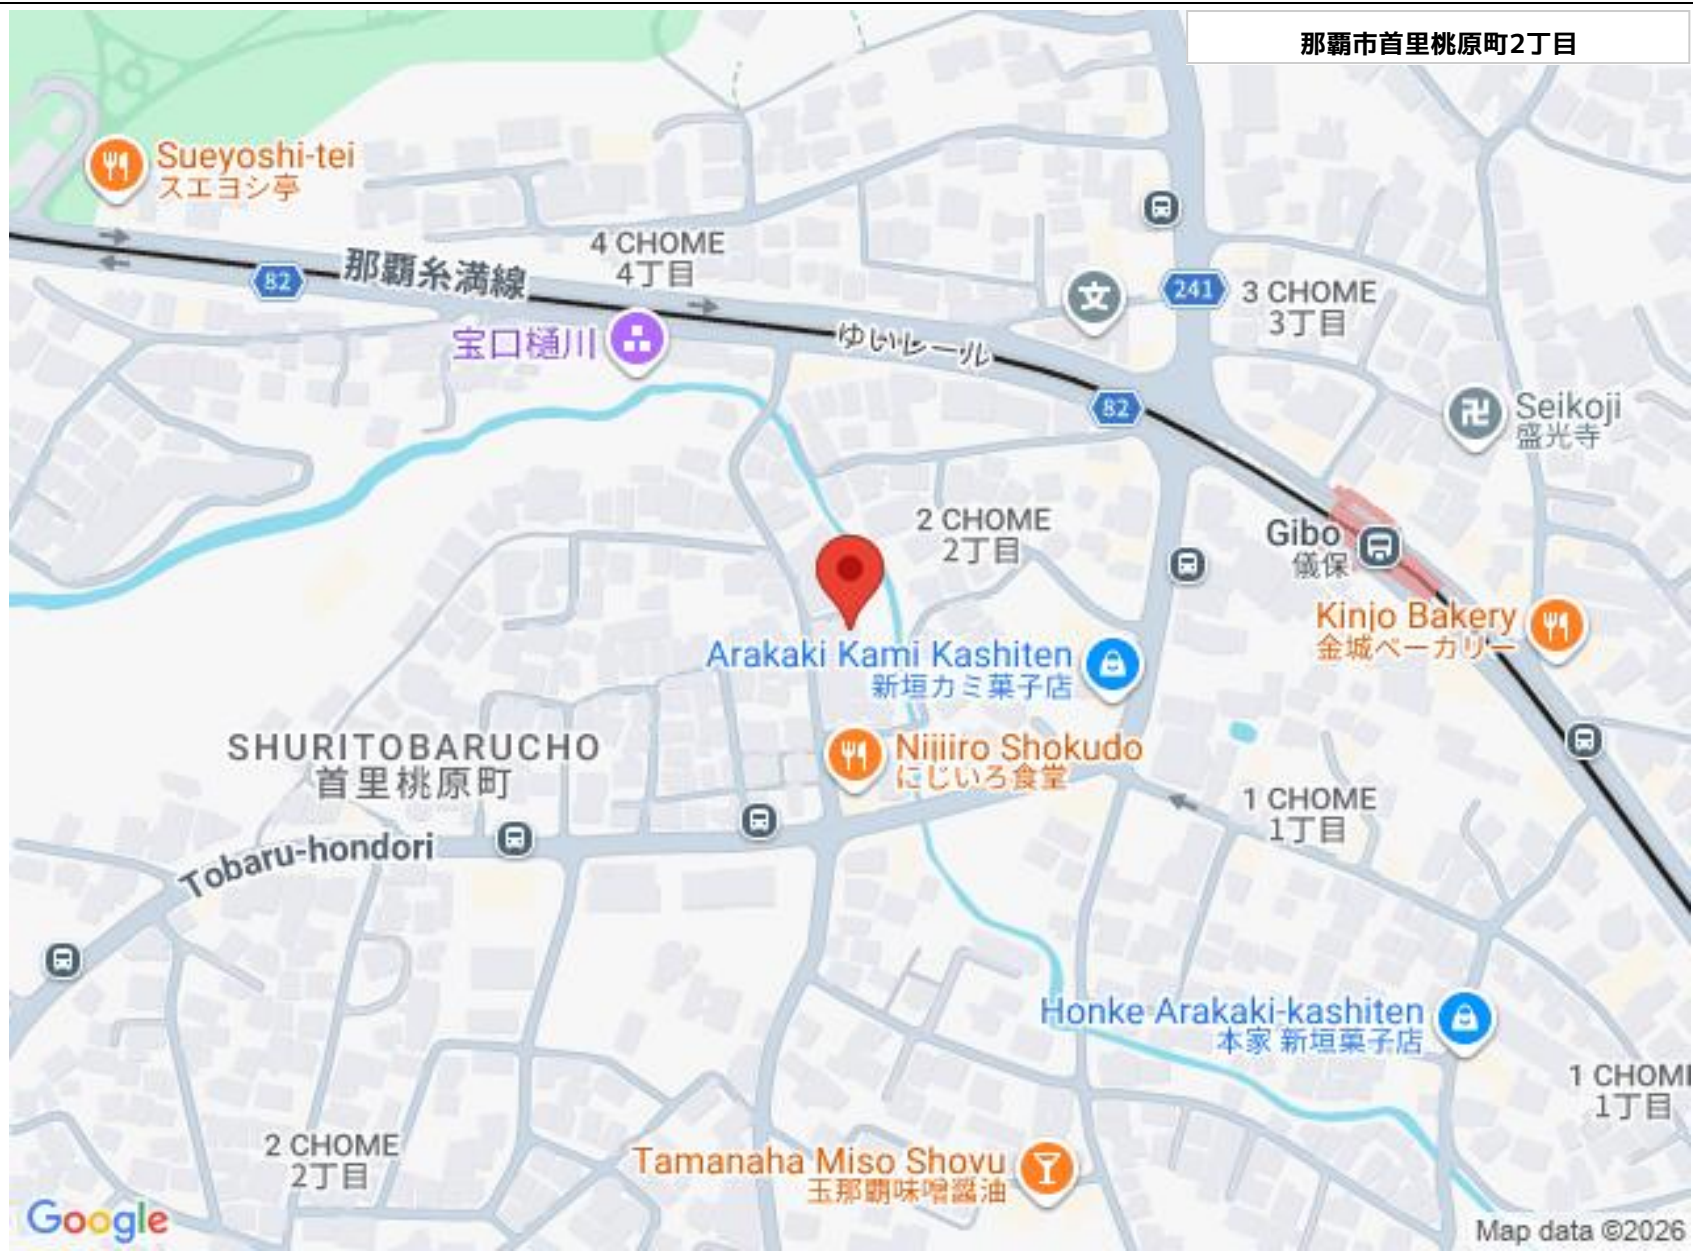 那覇市首里桃原町2丁目
Sueyoshi-tei
スエヨシ亭
4 CHOME
4丁目
那覇糸満線
82
241
3 CHOME
3丁目
宝口樋川
ゆいレール
82
Seikoji
盛光寺
2 CHOME
2丁目
Gibo
儀保
Kinjo Bakery
金城ベーカリー
Arakaki Kami Kashiten
新垣カミ菓子店
SHURITOBARUCHO
首里桃原町
Nijiiro Shokudo
にじいろ食堂
1 CHOME
1丁目
Tobaru-hondori
Honke Arakaki-kashiten
本家 新垣菓子店
1 CHOME
1丁目
2 CHOME
2丁目
Tamanaha Miso Shoyu
玉那覇味噌醤油
Google
Map data ©2026